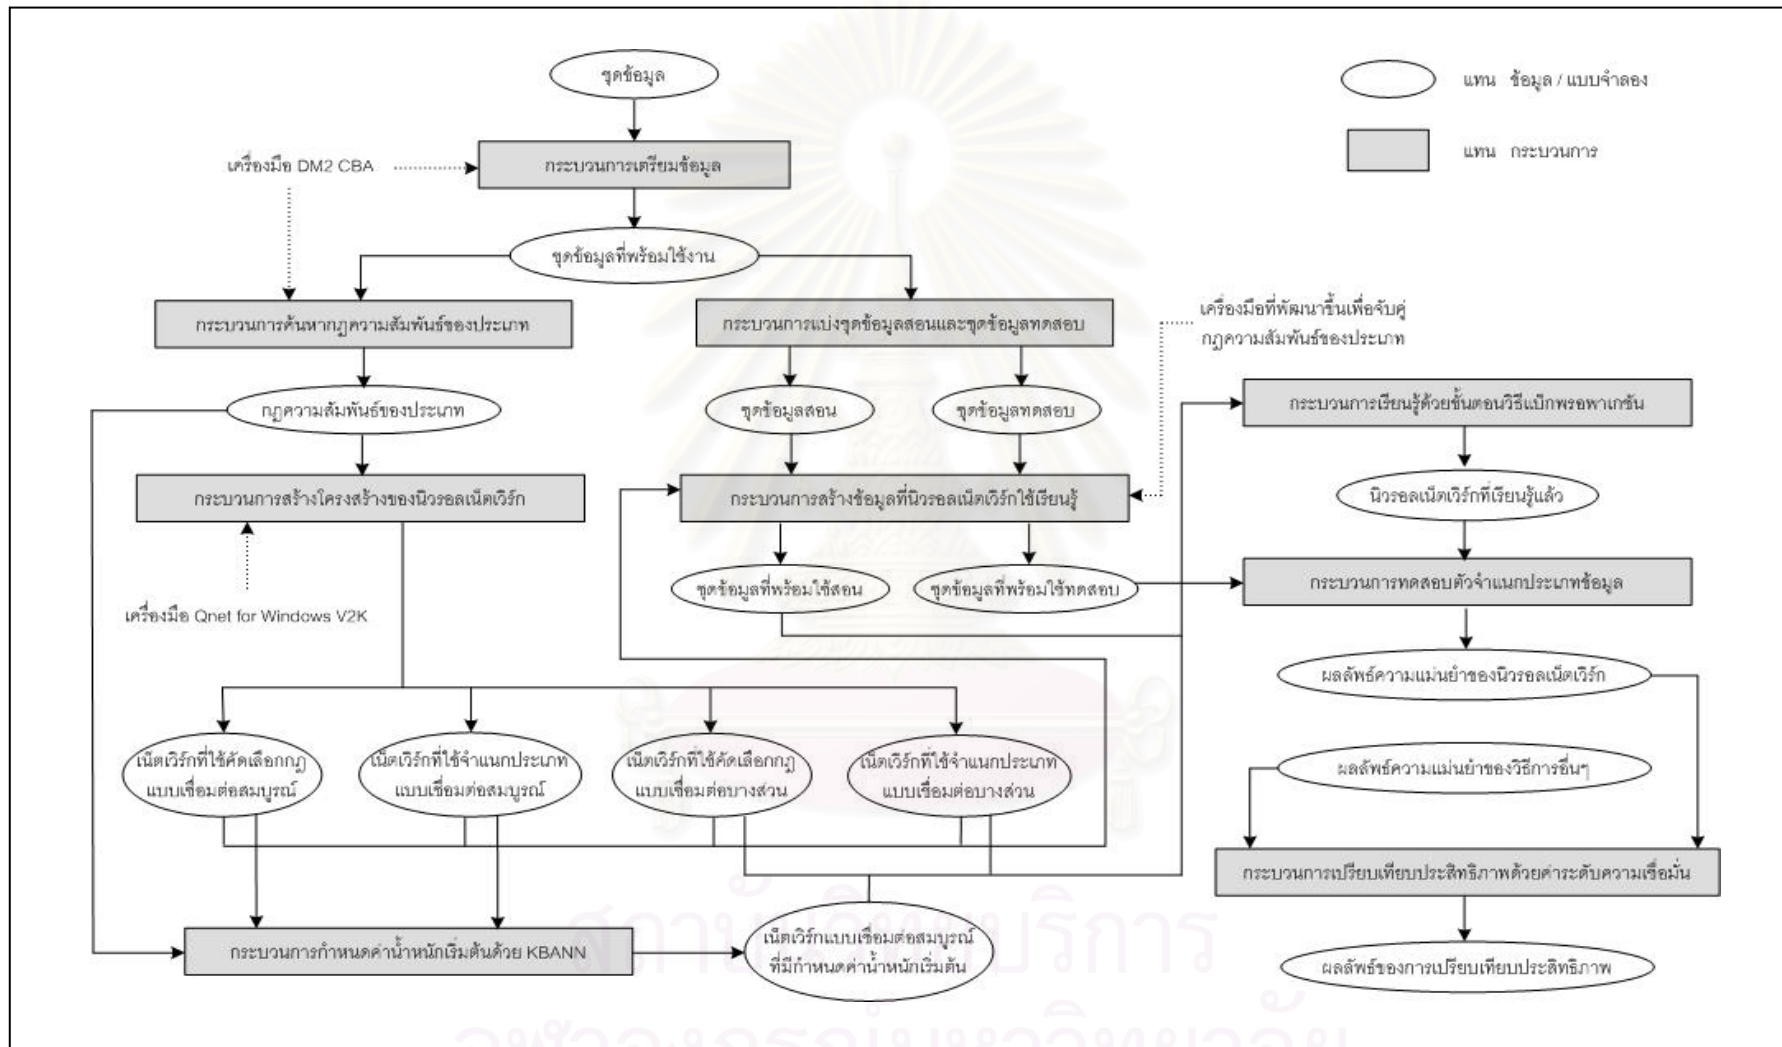 ชุดข้อมูล
แทน ข้อมูล / แบบจำลอง
แทน กระบวนการ
เครื่องมือ DM2 CBA
กระบวนการเตรียมข้อมูล
ชุดข้อมูลที่พร้อมใช้งาน
กระบวนการค้นหากฎความสัมพันธ์ของประเภท
กระบวนการแบ่งชุดข้อมูลสอนและชุดข้อมูลทดสอบ
เครื่องมือที่พัฒนาขึ้นเพื่อจับคู่
กฎความสัมพันธ์ของประเภท
กฎความสัมพันธ์ของประเภท
ชุดข้อมูลสอน
ชุดข้อมูลทดสอบ
กระบวนการเรียนรู้ด้วยขั้นตอนวิธีแบ็กพรอพาเกชัน
กระบวนการสร้างโครงสร้างของนิวรอลเน็ตเวิร์ก
กระบวนการสร้างข้อมูลที่นิวรอลเน็ตเวิร์กใช้เรียนรู้
นิวรอลเน็ตเวิร์กที่เรียนรู้แล้ว
ชุดข้อมูลที่พร้อมใช้สอน
ชุดข้อมูลที่พร้อมใช้ทดสอบ
กระบวนการทดสอบตัวจำแนกประเภทข้อมูล
เครื่องมือ Qnet for Windows V2K
ผลลัพธ์ความแม่นยำของนิวรอลเน็ตเวิร์ก
เน็ตเวิร์กที่ใช้คัดเลือกกฎ
แบบเชื่อมต่อสมบูรณ์
เน็ตเวิร์กที่ใช้จำแนกประเภท
แบบเชื่อมต่อสมบูรณ์
เน็ตเวิร์กที่ใช้คัดเลือกกฎ
แบบเชื่อมต่อบางส่วน
เน็ตเวิร์กที่ใช้จำแนกประเภท
แบบเชื่อมต่อบางส่วน
ผลลัพธ์ความแม่นยำของวิธีการอื่นๆ
กระบวนการเปรียบเทียบประสิทธิภาพด้วยค่าระดับความเชื่อมั่น
กระบวนการกำหนดค่าน้ำหนักเริ่มต้นด้วย KBANN
เน็ตเวิร์กแบบเชื่อมต่อสมบูรณ์
ที่มีกำหนดค่าน้ำหนักเริ่มต้น
ผลลัพธ์ของการเปรียบเทียบประสิทธิภาพ
สถาบันวิทยบริการ
จุฬาลงกรณ์มหาวิทยาลัย